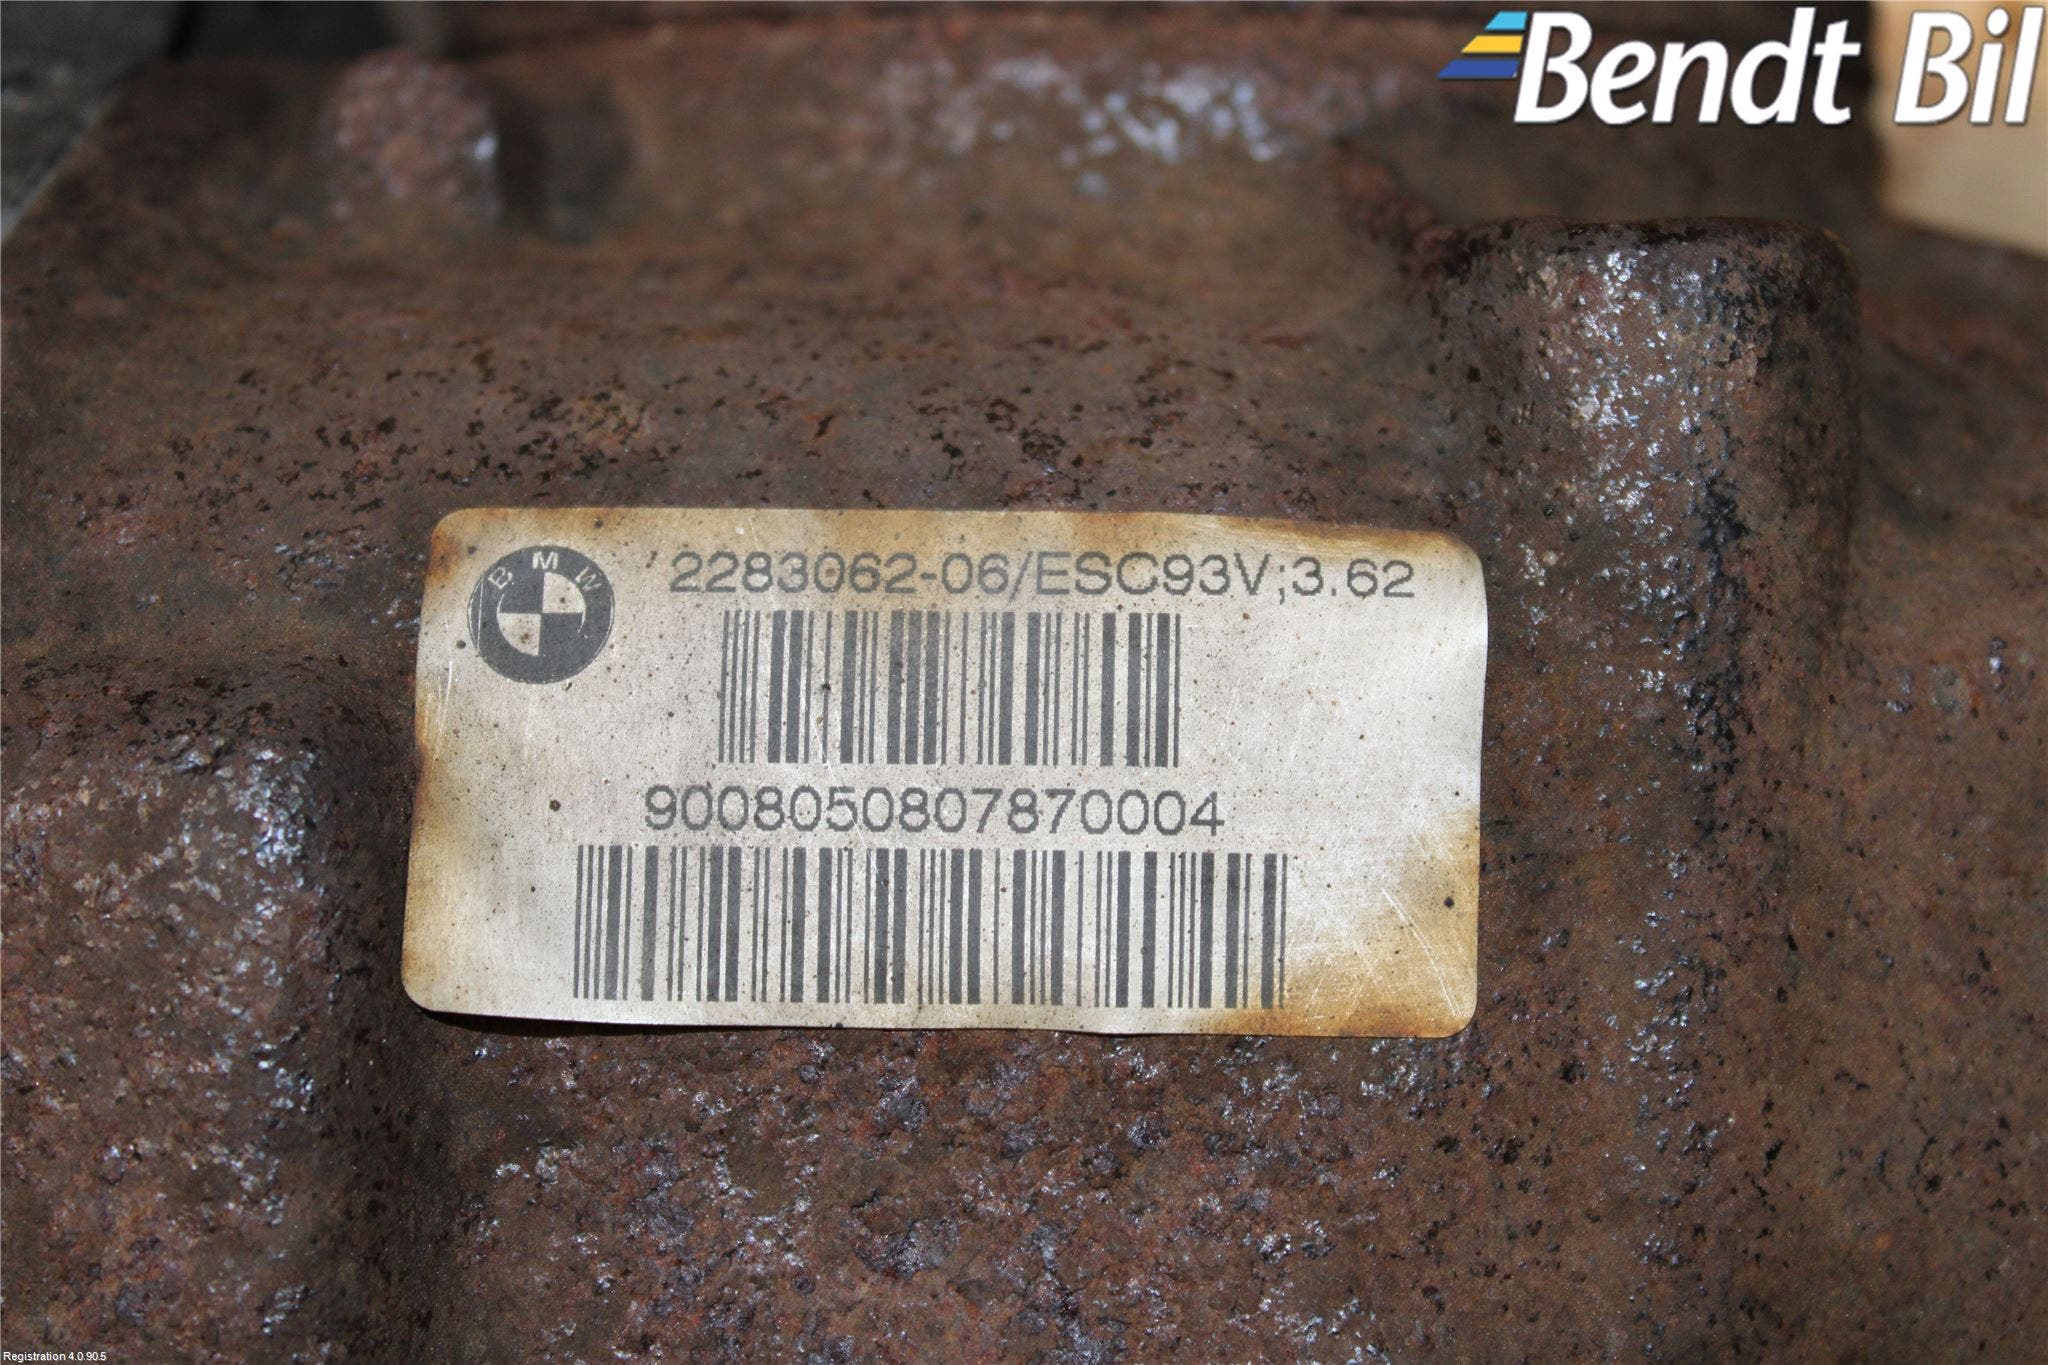 Bendt Bil
BMW
2283062-06/ESC93V;3.62
9008050807870004
Registration 4.0.90.5